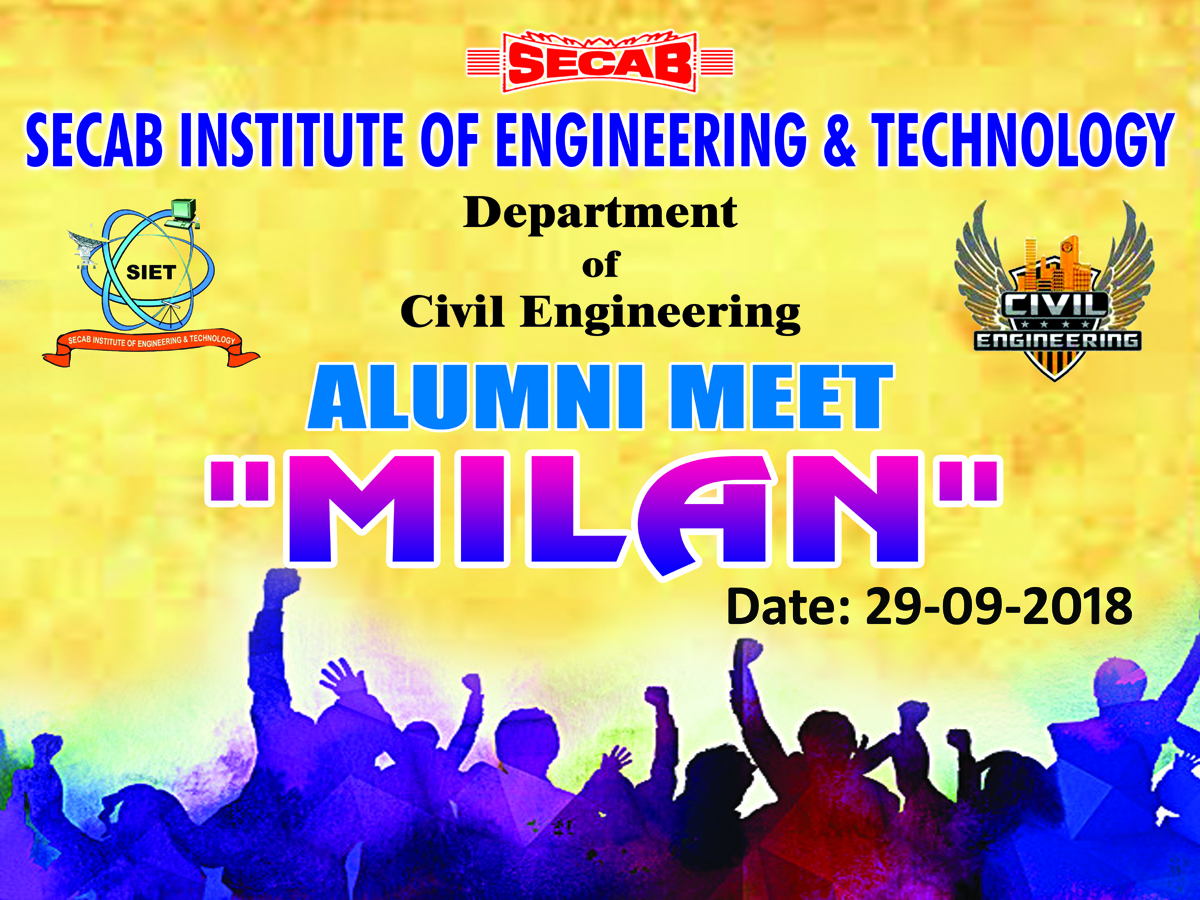 SECAB
SECAB INSTITUTE OF ENGINEERING & TECHNOLOGY
Department
of
Civil Engineering
SIET
SECAB INSTITUTE OF ENGINEERING & TECHNOLOGY
CIVIL
ENGINEERING
ALUMNI MEET
"MILAN"
Date: 29-09-2018